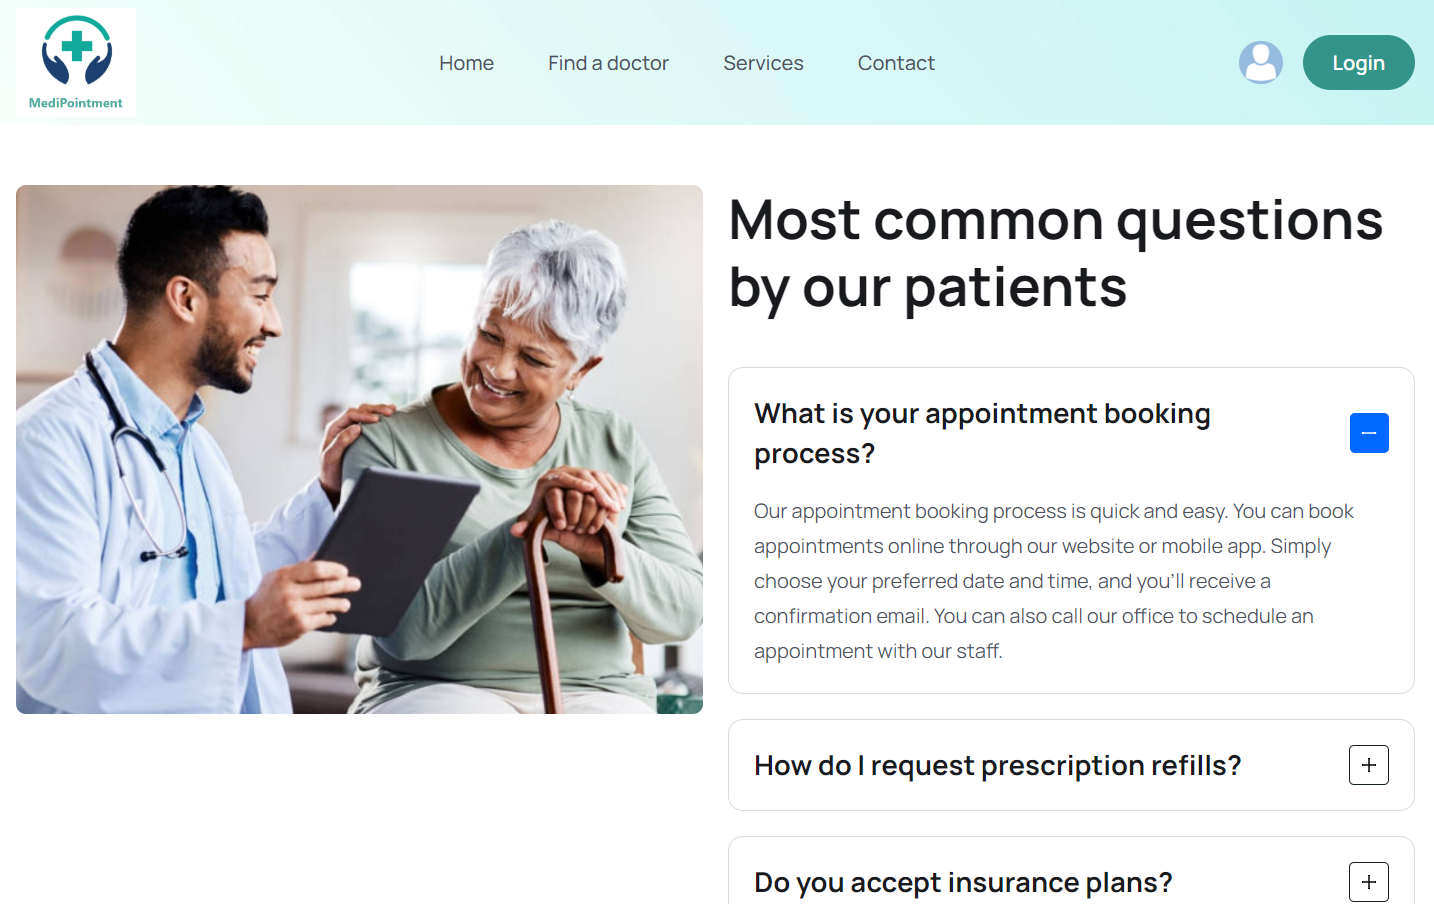 MediPointment
Home
Find a doctor
Services
Contact
Login
Most common questions
by our patients
What is your appointment booking
process?
Our appointment booking process is quick and easy. You can book
appointments online through our website or mobile app. Simply
choose your preferred date and time, and you'll receive a
confirmation email. You can also call our office to schedule an
appointment with our staff.
How do I request prescription refills?
Do you accept insurance plans?